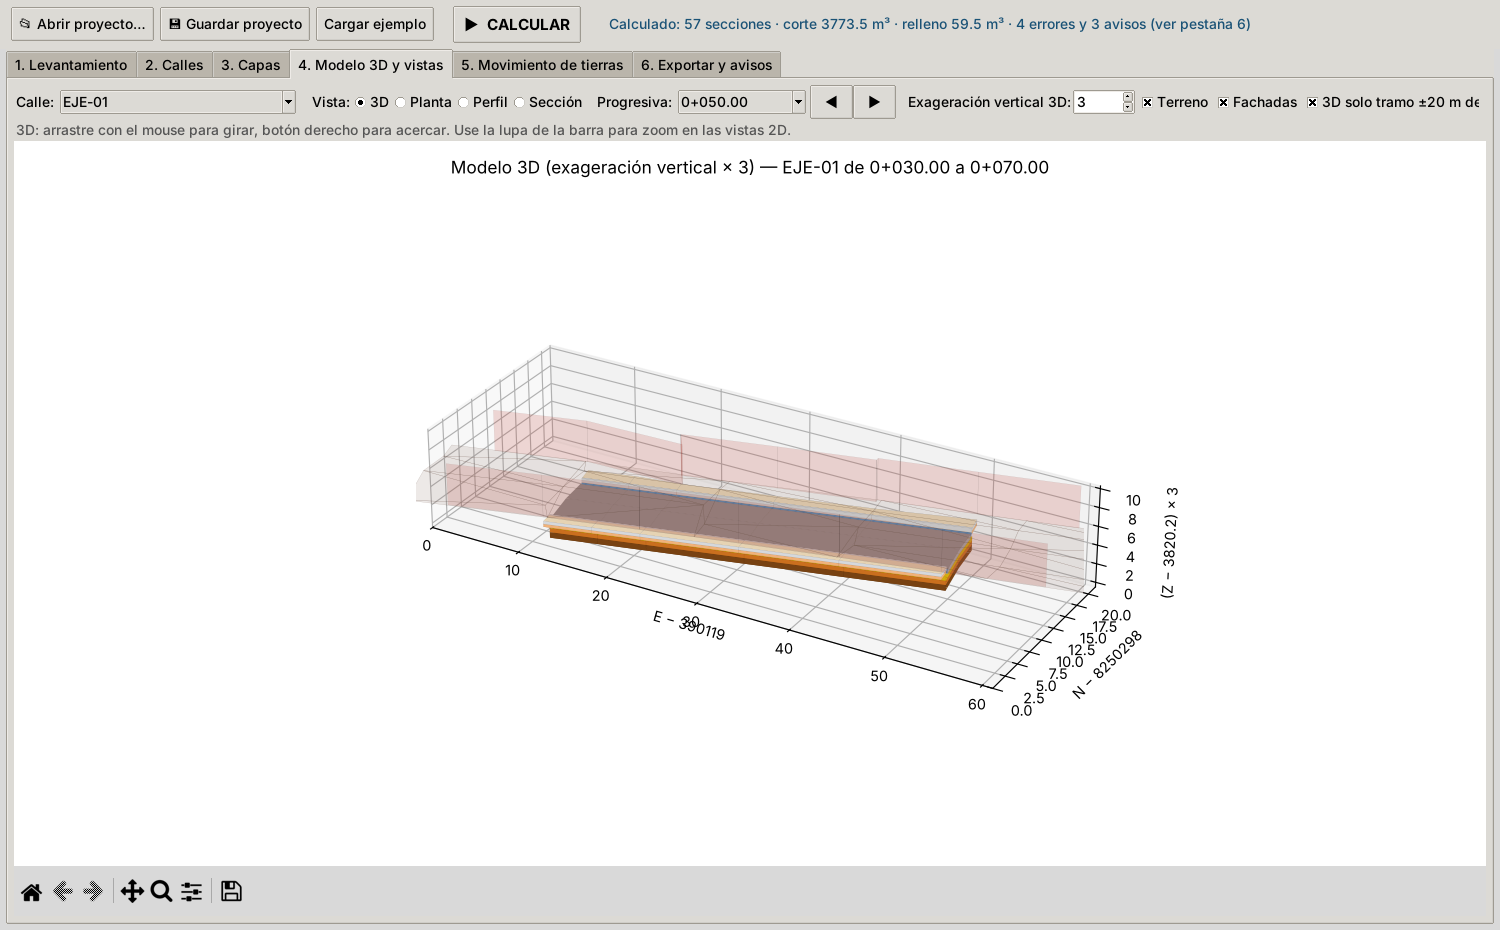 Abrir proyecto... Guardar proyecto Cargar ejemplo ▶ CALCULAR Calculado: 57 secciones · corte 3773.5 m³ · relleno 59.5 m³ · 4 errores y 3 avisos (ver pestaña 6)
1. Levantamiento 2. Calles 3. Capas 4. Modelo 3D y vistas 5. Movimiento de tierras 6. Exportar y avisos
Calle: EJE-01 Vista: 3D Planta Perfil Sección Progresiva: 0+050.00 ◀ ▶ Exageración vertical 3D: 3 Terreno Fachadas 3D solo tramo ±20 m de
3D: arrastre con el mouse para girar, botón derecho para acercar. Use la lupa de la barra para zoom en las vistas 2D.
Modelo 3D (exageración vertical × 3) — EJE-01 de 0+030.00 a 0+070.00
10
8
6
4
2
0
(Z − 3820.2) × 3
0
10
20
30
40
50
60
E − 390119
20.0
17.5
15.0
12.5
10.0
7.5
5.0
2.5
0.0
N − 8250298